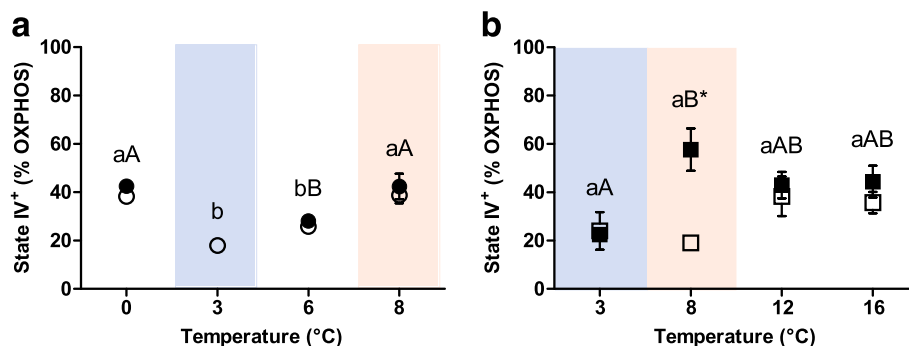 a
State IV+ (% OXPHOS)
100
80
60
40
20
0
aA
b
bB
aA
0 3 6 8
Temperature (°C)
b
State IV+ (% OXPHOS)
100
80
60
40
20
0
aA
aB*
aAB
aAB
3 8 12 16
Temperature (°C)